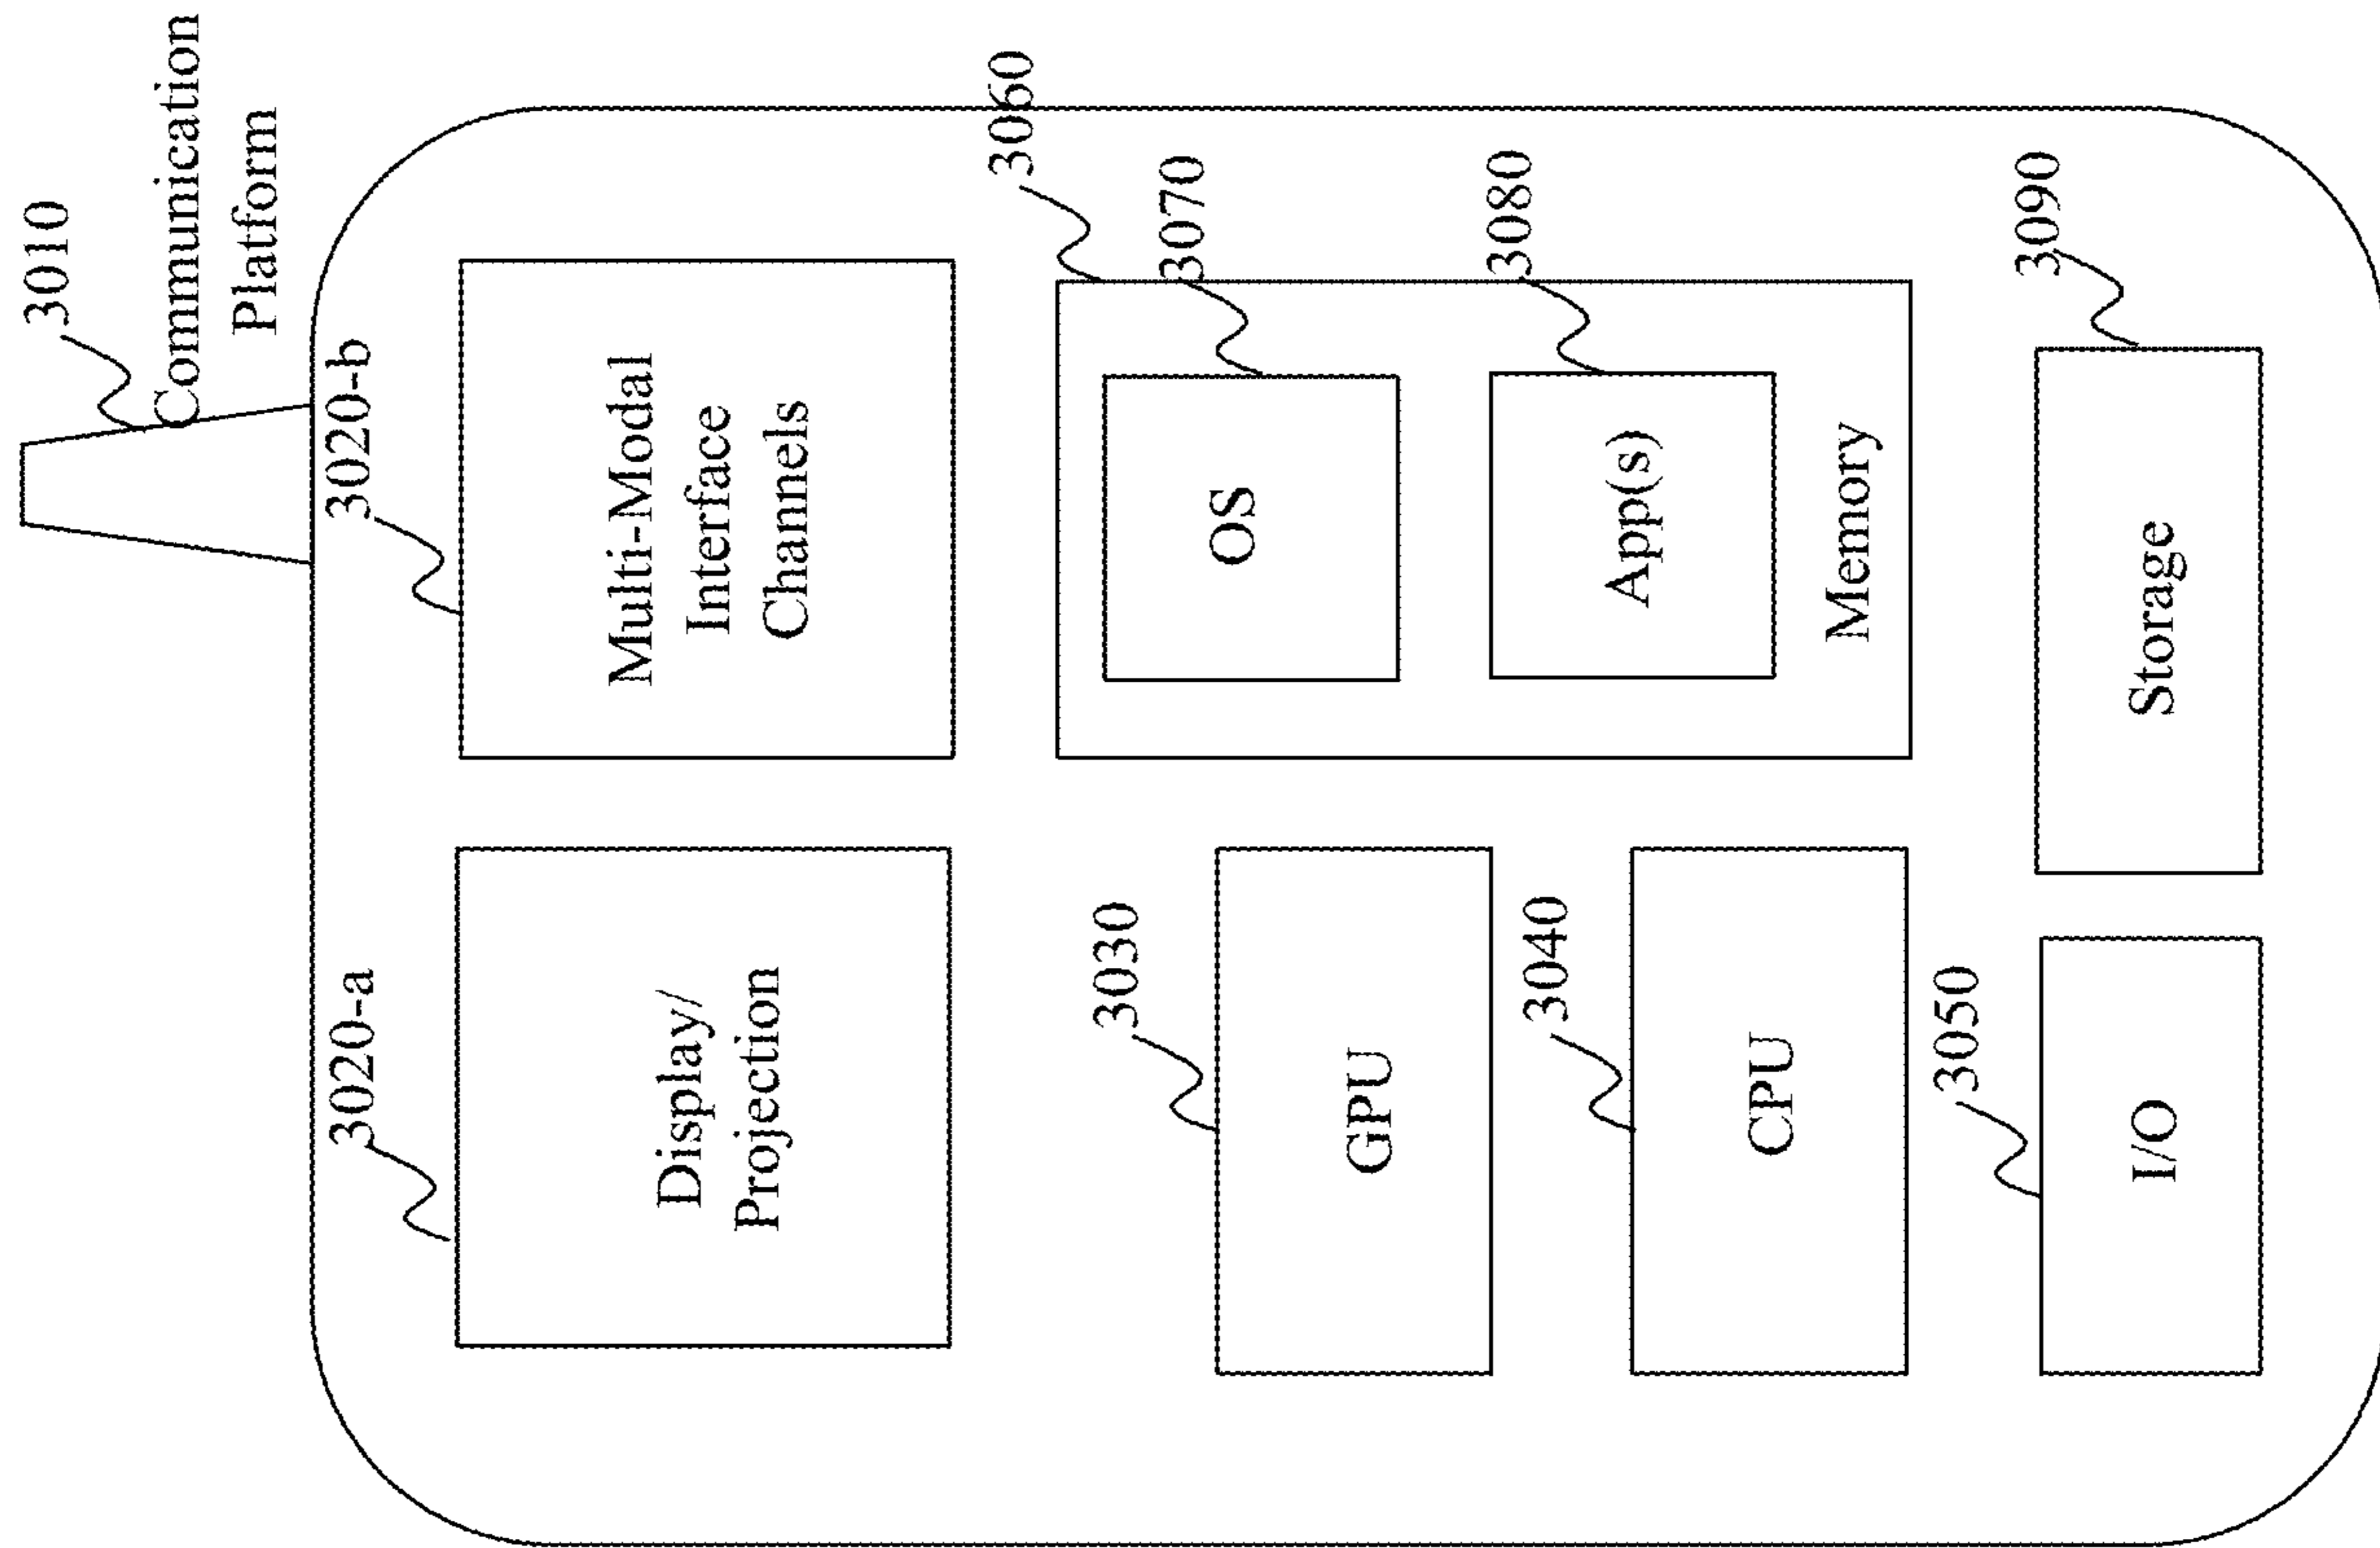 3010
Communication
Platform
3020-a
3020-b
Display/
Projection
Multi-Modal
Interface
Channels
3060
3030
GPU
3070
OS
3040
CPU
3080
App(s)
Memory
3050
I/O
3090
Storage